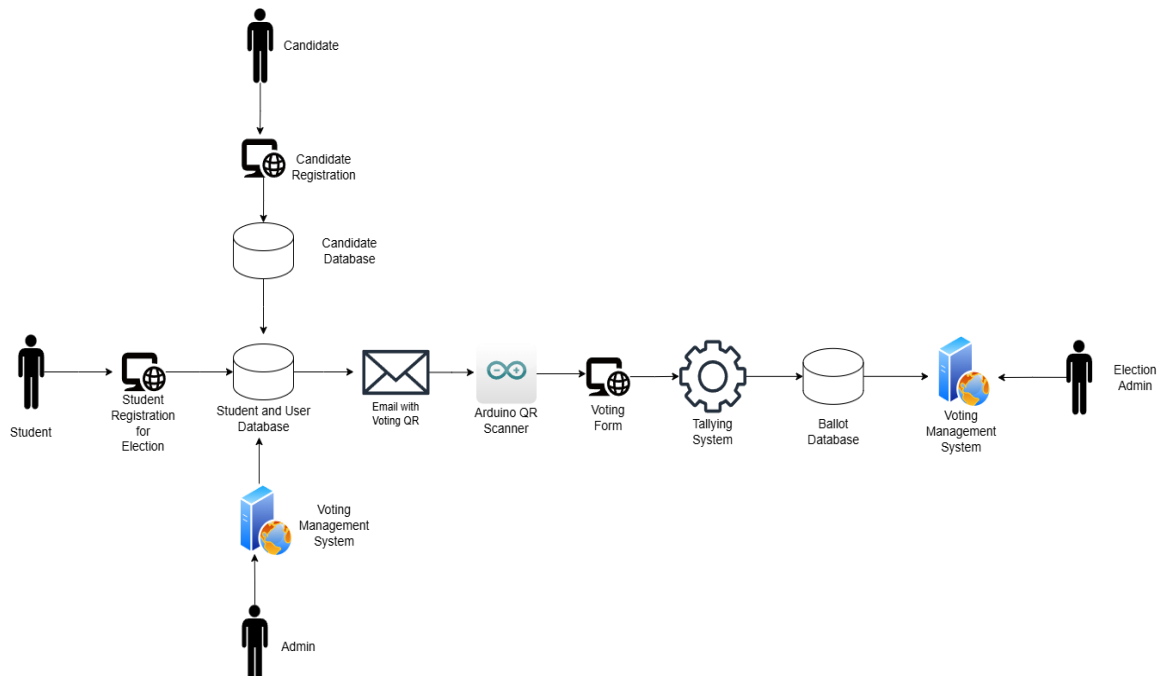 Candidate
Candidate
Registration
Candidate
Database
Student
Student
Registration
for
Election
Student and User
Database
Email with
Voting QR
Arduino QR
Scanner
Voting
Form
Tallying
System
Ballot
Database
Voting
Management
System
Election
Admin
Voting
Management
System
Admin